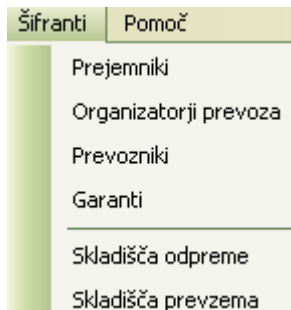 Šifranti Pomoč
Prejemniki
Organizatorji prevoza
Prevozniki
Garanti
Skladišča odpreme
Skladišča prevzema